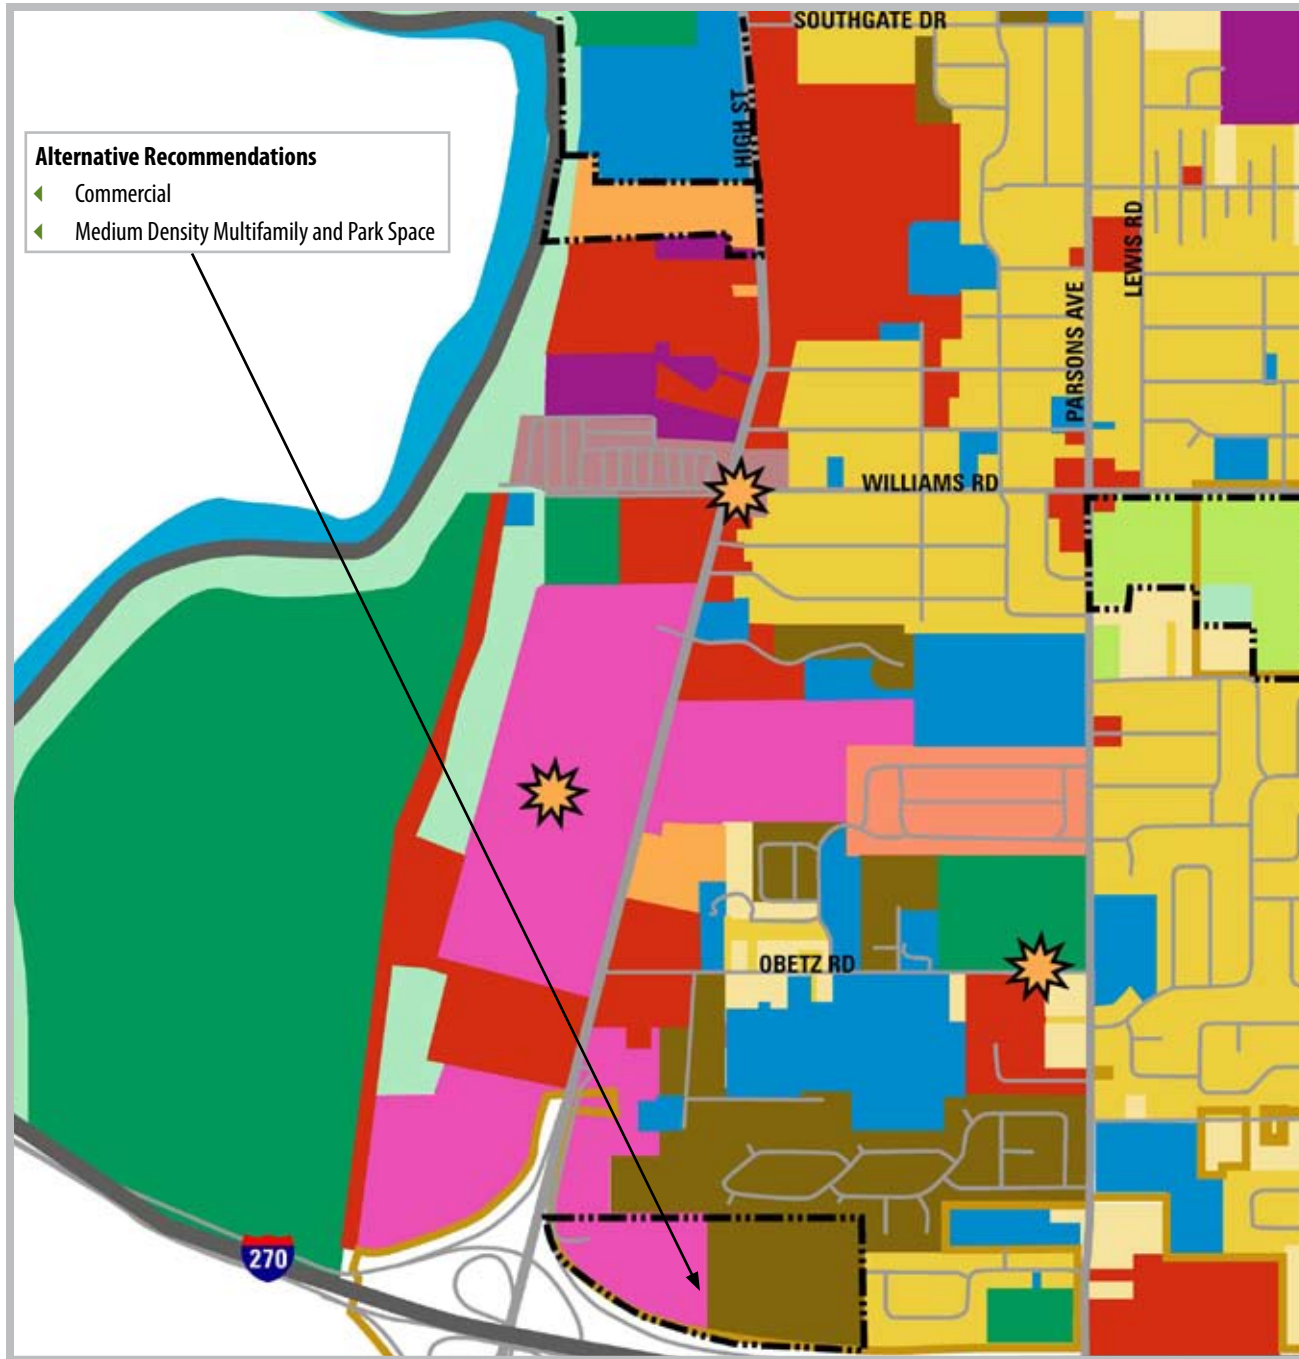 SOUTHGATE DR
HIGH ST
Alternative Recommendations
Commercial
Medium Density Multifamily and Park Space
LEWIS RD
PARSONS AVE
WILLIAMS RD
OBETZ RD
270